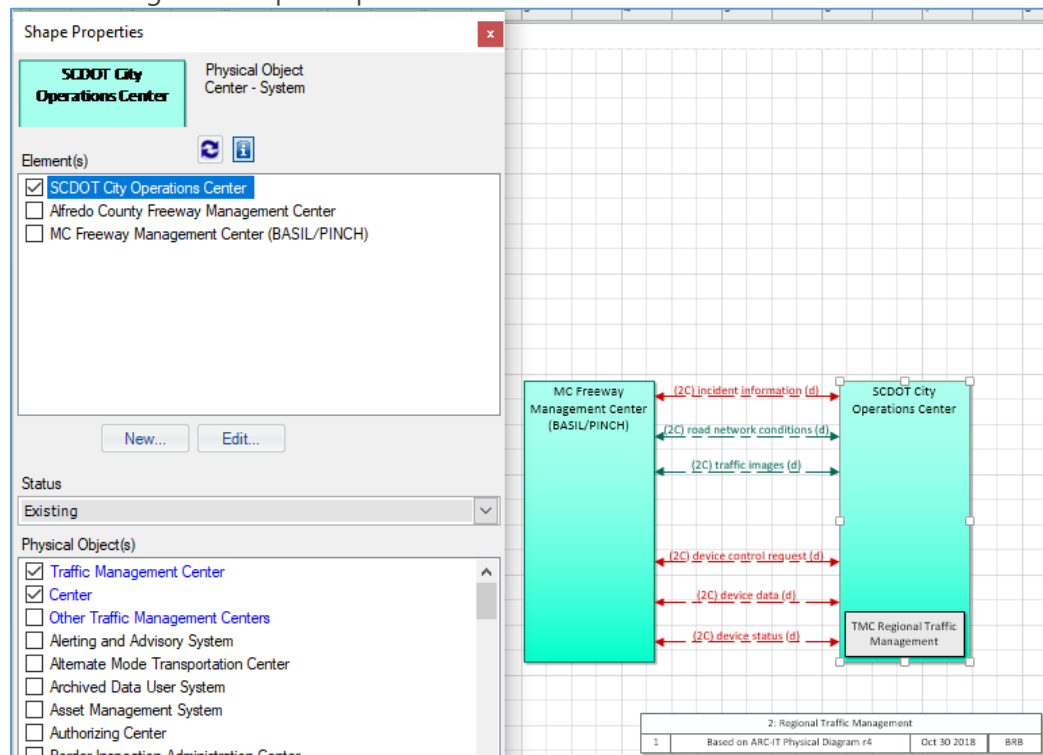 Shape Properties
x
SCDOT City
Operations Center
Physical Object
Center - System
Element(s)
SCDOT City Operations Center
Alfredo County Freeway Management Center
MC Freeway Management Center (BASIL/PINCH)
New...
Edit...
Status
Existing
Physical Object(s)
Traffic Management Center
Center
Other Traffic Management Centers
Alerting and Advisory System
Alternate Mode Transportation Center
Archived Data User System
Asset Management System
Authorizing Center
Border Inspection Administration Center
MC Freeway
Management Center
(BASIL/PINCH)
(2C) incident information (d)
(2C) road network conditions (d)
(2C) traffic images (d)
(2C) device control request (d)
(2C) device data (d)
(2C) device status (d)
SCDOT City
Operations Center
TMC Regional Traffic
Management
2: Regional Traffic Management
1 Based on ARC-IT Physical Diagram r4 Oct 30 2018 BRB